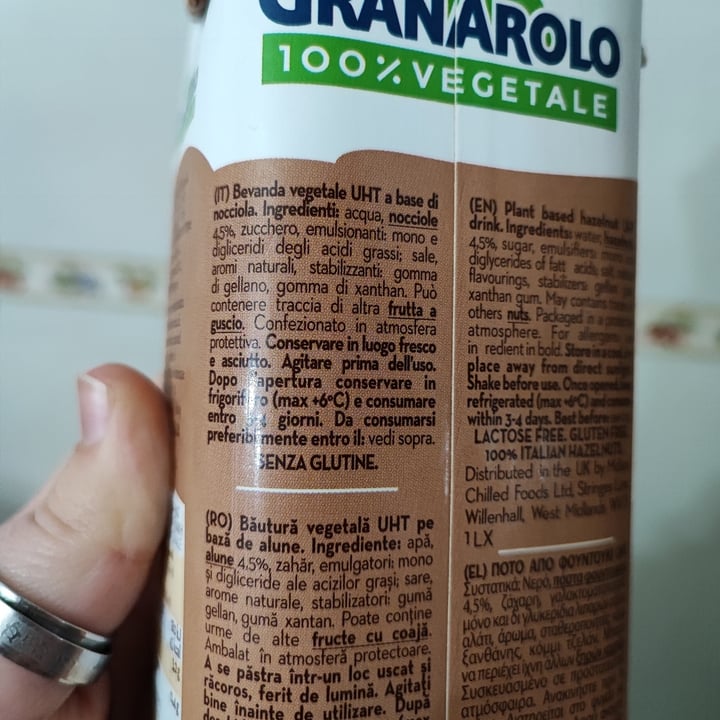 GRANAROLO
100% VEGETALE
(IT) Bevanda vegetale UHT a base di
nocciola. Ingredienti: acqua, nocciole
4,5%, zucchero, emulsionanti: mono e
digliceridi degli acidi grassi; sale,
aromi naturali, stabilizzanti: gomma
di gellano, gomma di xanthan. Può
contenere traccia di altra frutta a
guscio. Confezionato in atmosfera
protettiva. Conservare in luogo fresco
e asciutto. Agitare prima dell'uso.
Dopo l'apertura conservare in
(max +6°C) e consumare
entro giorni. Da consumarsi
entro il: vedi sopra.
SENZA GLUTINE.
(RO) Băutură vegetală UHT pe
bază de alune. Ingrediente: apă,
alune 4,5%, zahăr, emulgatori: mono
și digliceride ale acizilor grași; sare,
arome naturale, stabilizatori: gumă
gellan, gumă xantan. Poate conține
urme de alte fructe cu coajă.
Ambalat în atmosferă protectoare.
A se păstra într-un loc uscat și
răcoros, ferit de lumină. Agitați
bine înainte de utilizare. După
(EN) Plant based hazelnut
drink. Ingredients: water,
4,5%, sugar, emulsifiers: mono
diglycerides of fatt acids, salt,
flavourings, stabilizers: gellan
xanthan gum. May contains
others nuts. Packaged in a
atmosphere. For allergens
in redient in bold. Store in a
place away from direct
Shake before use. Once opened,
refrigerated (max +6°C) and
within 3-4 days. Best before:
LACTOSE FREE. GLUTEN
100% ITALIAN
Distributed in the UK by
Chilled Foods Ltd,
Willenhall, West Midlands
1LX
(EL) ΠΟΤΟ ΑΠΟ ΦΟΥΝΤΟΥΚΙ
Συστατικά: Νερό,
4,5%, ζάχαρη,
μόνο και δι γλυκερίδια
αλάτι, άρωμα,
ξανθάνης, κόμμι τζελάν.
να περιέχει ίχνη άλλων
Συσκευασμένο σε
ατμόσφαιρα.